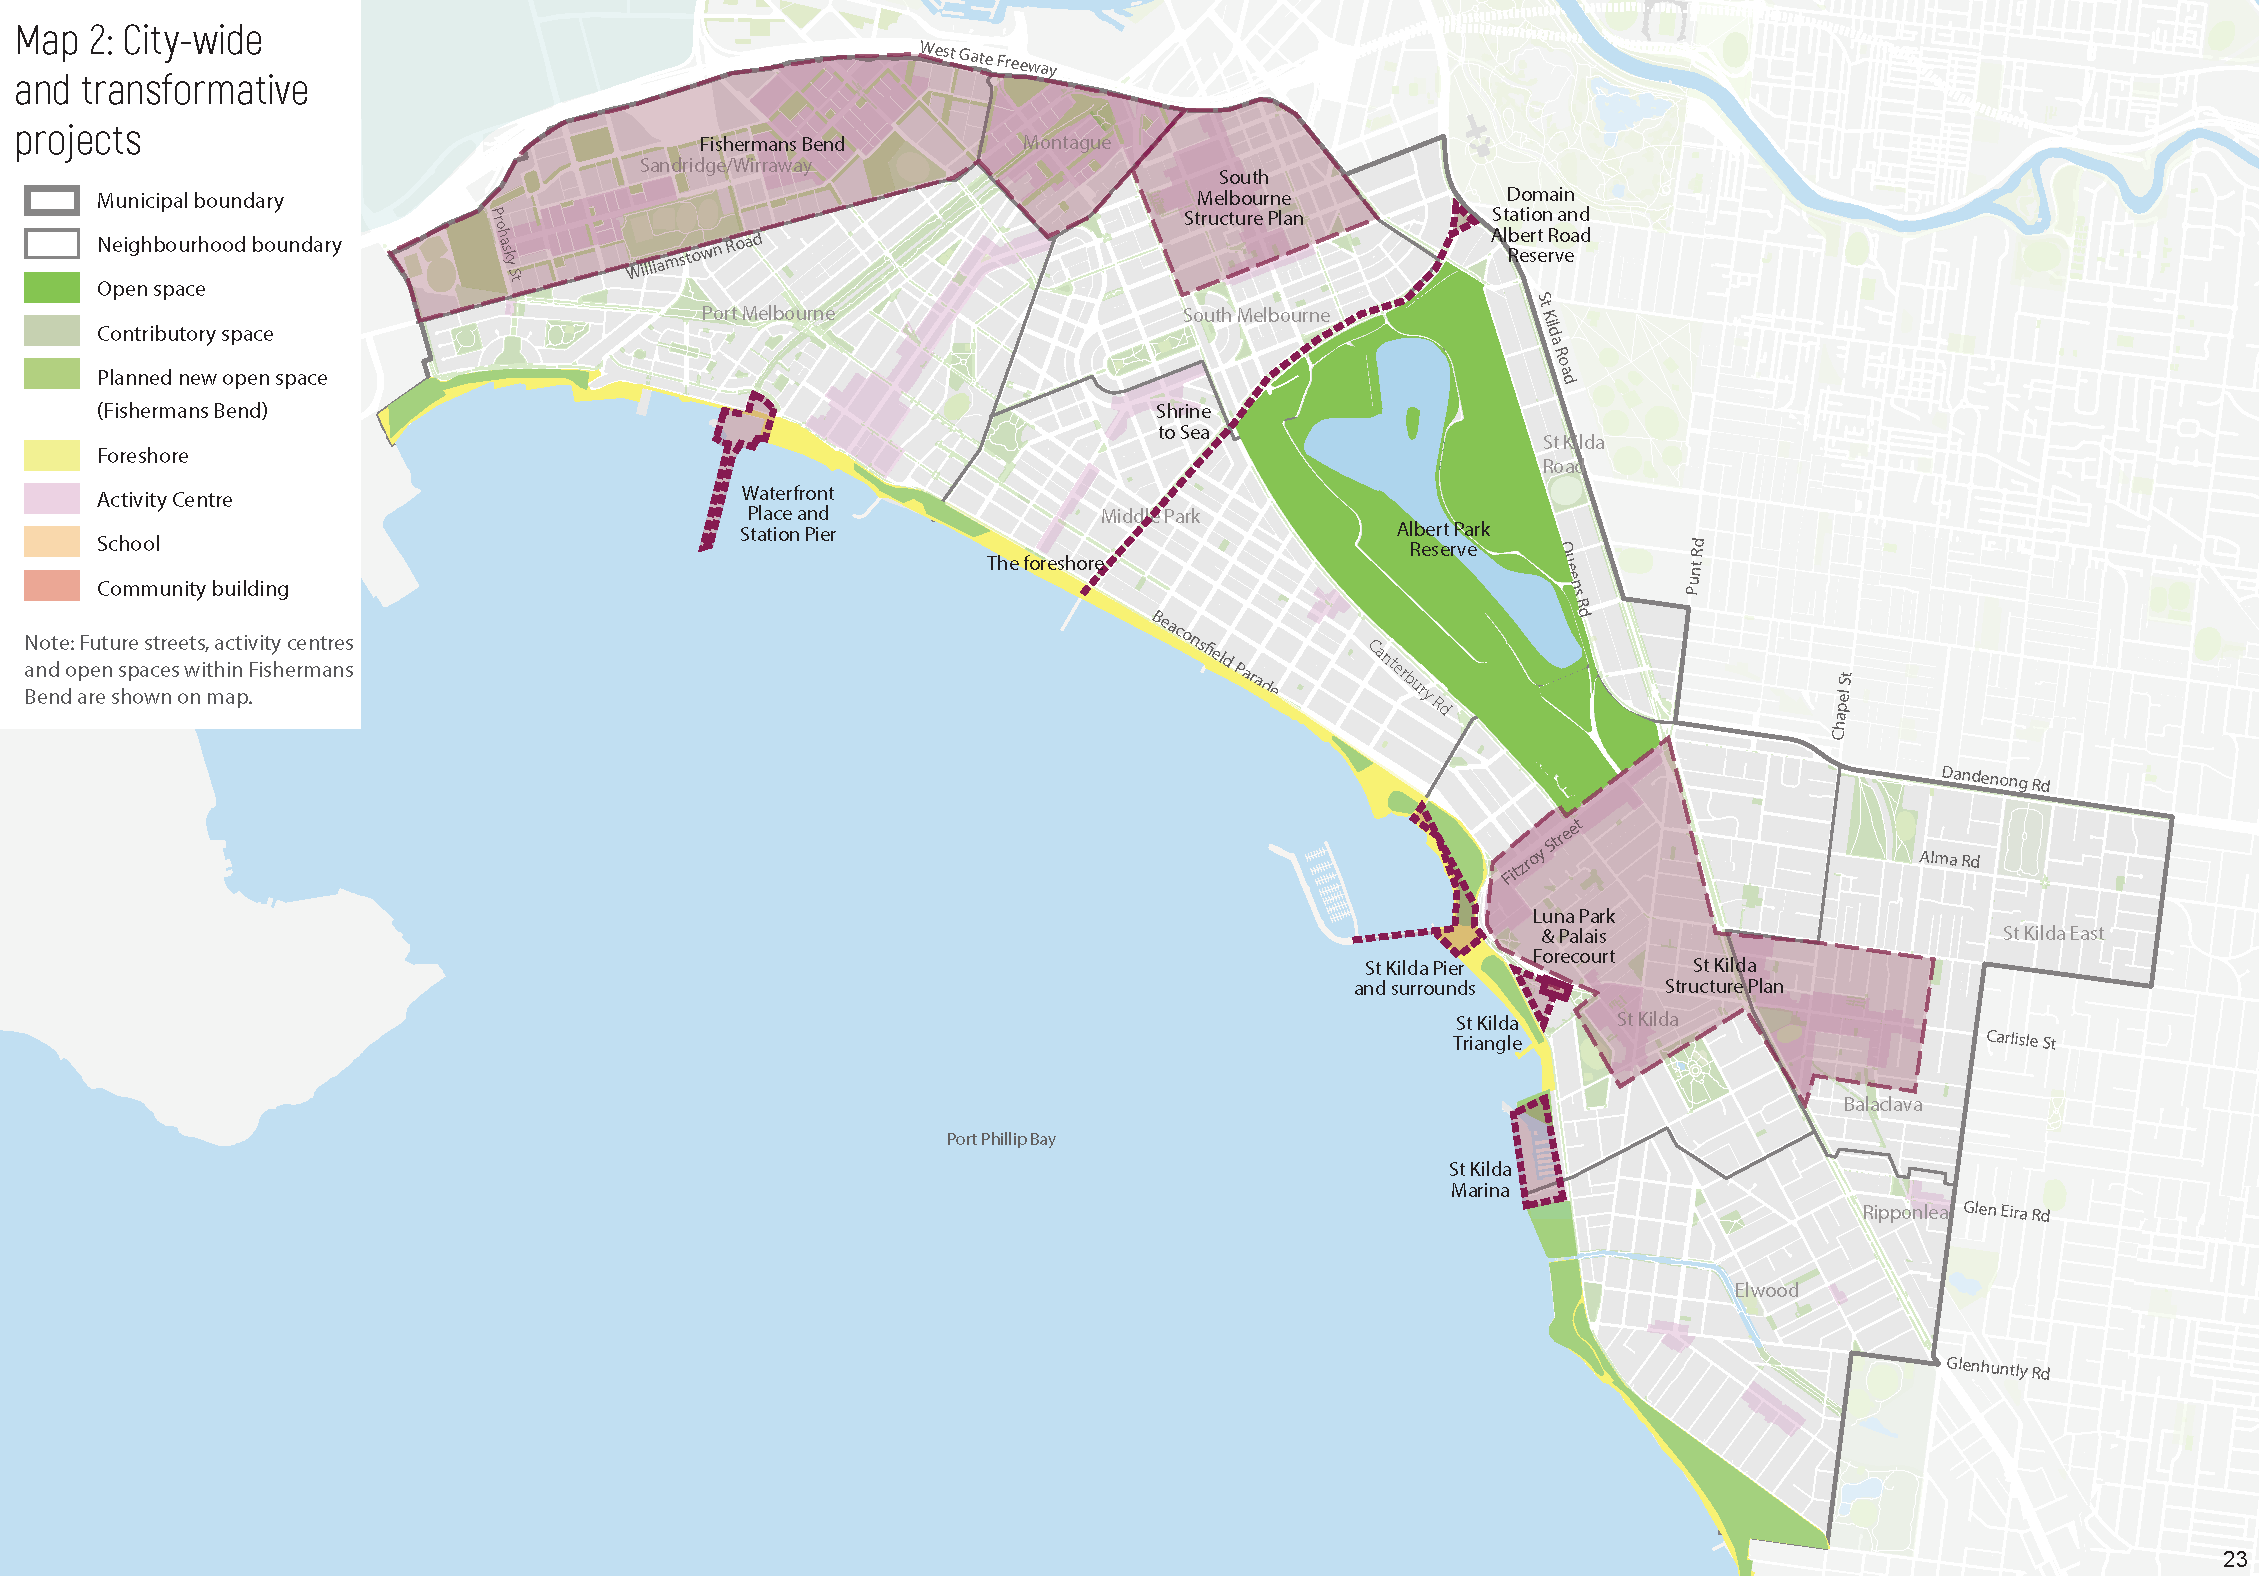 Map 2: City-wide
and transformative
projects
Municipal boundary
Neighbourhood boundary
Open space
Contributory space
Planned new open space
(Fishermans Bend)
Foreshore
Activity Centre
School
Community building
Note: Future streets, activity centres
and open spaces within Fishermans
Bend are shown on map.
West Gate Freeway
Fishermans Bend
Sandridge/Wirraway
Montague
Prohasky St
Williamstown Road
South
Melbourne
Structure Plan
Domain
Station and
Albert Road
Reserve
Port Melbourne
South Melbourne
St Kilda Road
Shrine
to Sea
St Kilda
Road
Waterfront
Place and
Station Pier
Middle Park
Albert Park
Reserve
The foreshore
Queens Rd
Punt Rd
Beaconsfield Parade
Canterbury Rd
Chapel St
Dandenong Rd
Fitzroy Street
Alma Rd
Luna Park
& Palais
Forecourt
St Kilda East
St Kilda Pier
and surrounds
St Kilda
Structure Plan
St Kilda
Triangle
St Kilda
Carlisle St
Balaclava
Port Phillip Bay
St Kilda
Marina
Ripponlea
Glen Eira Rd
Elwood
Glenhuntly Rd
23